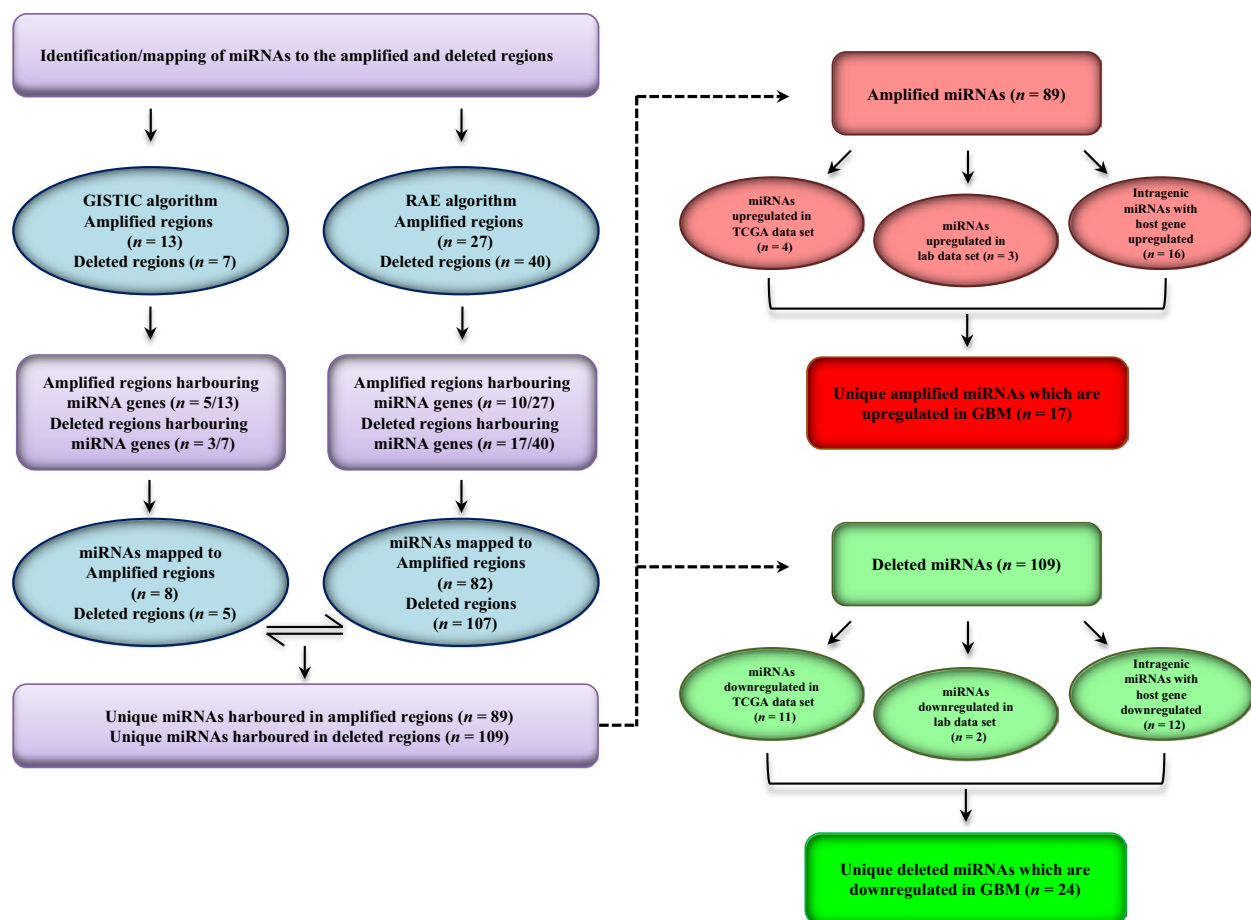 Identification/mapping of miRNAs to the amplified and deleted regions
GISTIC algorithm
Amplified regions
(n = 13)
Deleted regions (n = 7)
RAE algorithm
Amplified regions
(n = 27)
Deleted regions (n = 40)
Amplified regions harbouring
miRNA genes (n = 5/13)
Deleted regions harbouring
miRNA genes (n = 3/7)
Amplified regions harbouring
miRNA genes (n = 10/27)
Deleted regions harbouring
miRNA genes (n = 17/40)
miRNAs mapped to
Amplified regions
(n = 8)
Deleted regions (n = 5)
miRNAs mapped to
Amplified regions
(n = 82)
Deleted regions
(n = 107)
Unique miRNAs harboured in amplified regions (n = 89)
Unique miRNAs harboured in deleted regions (n = 109)
Amplified miRNAs (n = 89)
miRNAs
upregulated in
TCGA data set
(n = 4)
miRNAs
upregulated in
lab data set (n = 3)
Intragenic
miRNAs with
host gene
upregulated
(n = 16)
Unique amplified miRNAs which are
upregulated in GBM (n = 17)
Deleted miRNAs (n = 109)
miRNAs
downregulated in
TCGA data set
(n = 11)
miRNAs
downregulated in
lab data set
(n = 2)
Intragenic
miRNAs with
host gene
downregulated
(n = 12)
Unique deleted miRNAs which are
downregulated in GBM (n = 24)